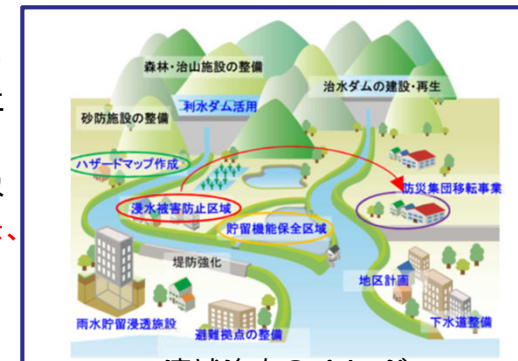 森林・治山施設の整備
治水ダムの建設・再生
利水ダム活用
砂防施設の整備
ハザードマップ作成
防災集団移転事業
浸水被害防止区域
貯留機能保全区域
堤防強化
地区計画
雨水貯留浸透施設
避難拠点の整備
下水道整備